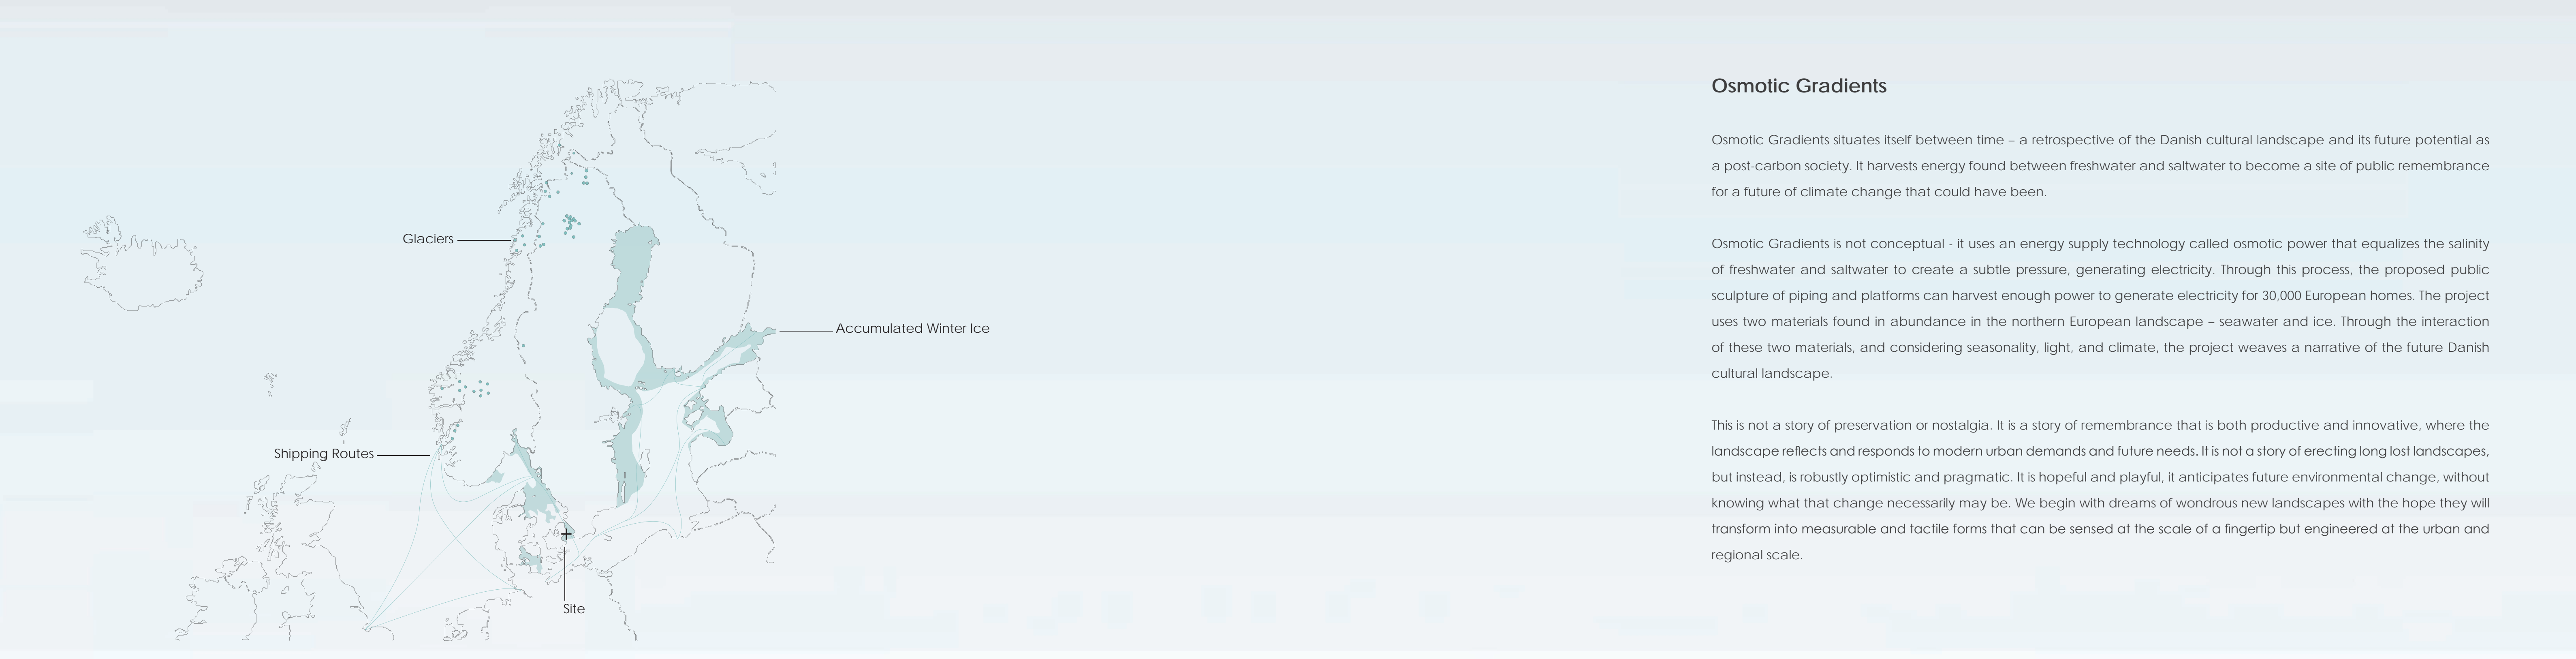 Glaciers
Accumulated Winter Ice
Shipping Routes
Site
Osmotic Gradients
Osmotic Gradients situates itself between time – a retrospective of the Danish cultural landscape and its future potential as
a post-carbon society. It harvests energy found between freshwater and saltwater to become a site of public remembrance
for a future of climate change that could have been.
Osmotic Gradients is not conceptual - it uses an energy supply technology called osmotic power that equalizes the salinity
of freshwater and saltwater to create a subtle pressure, generating electricity. Through this process, the proposed public
sculpture of piping and platforms can harvest enough power to generate electricity for 30,000 European homes. The project
uses two materials found in abundance in the northern European landscape – seawater and ice. Through the interaction
of these two materials, and considering seasonality, light, and climate, the project weaves a narrative of the future Danish
cultural landscape.
This is not a story of preservation or nostalgia. It is a story of remembrance that is both productive and innovative, where the
landscape reflects and responds to modern urban demands and future needs. It is not a story of erecting long lost landscapes,
but instead, is robustly optimistic and pragmatic. It is hopeful and playful, it anticipates future environmental change, without
knowing what that change necessarily may be. We begin with dreams of wondrous new landscapes with the hope they will
transform into measurable and tactile forms that can be sensed at the scale of a fingertip but engineered at the urban and
regional scale.